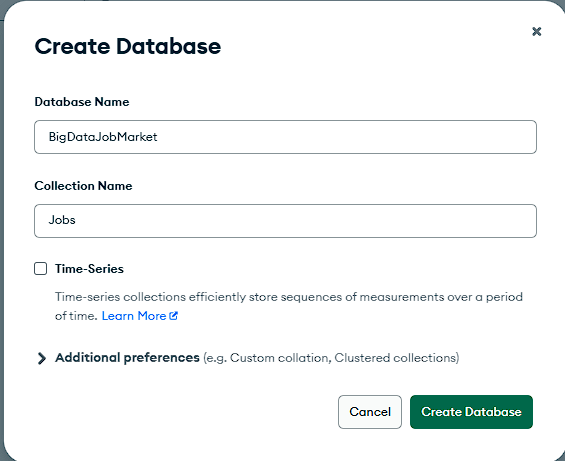 Create Database
Database Name
BigDataJobMarket
Collection Name
Jobs
Time-Series
Time-series collections efficiently store sequences of measurements over a period
of time. Learn More
Additional preferences (e.g. Custom collation, Clustered collections)
Cancel
Create Database